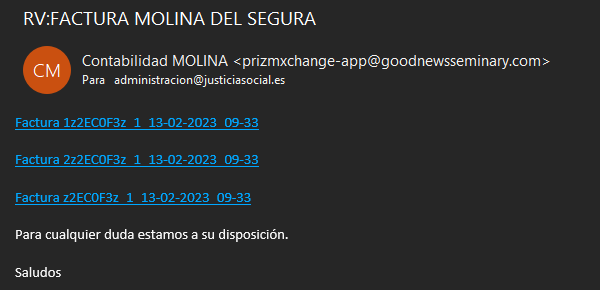 RV:FACTURA MOLINA DEL SEGURA
CM
Contabilidad MOLINA <prizmxchange-app@goodnewsseminary.com>
Para administracion@justiciasocial.es
Factura 1z2EC0F3z_1_13-02-2023_09-33
Factura 2z2EC0F3z_1_13-02-2023_09-33
Factura z2EC0F3z_1_13-02-2023_09-33
Para cualquier duda estamos a su disposición.
Saludos